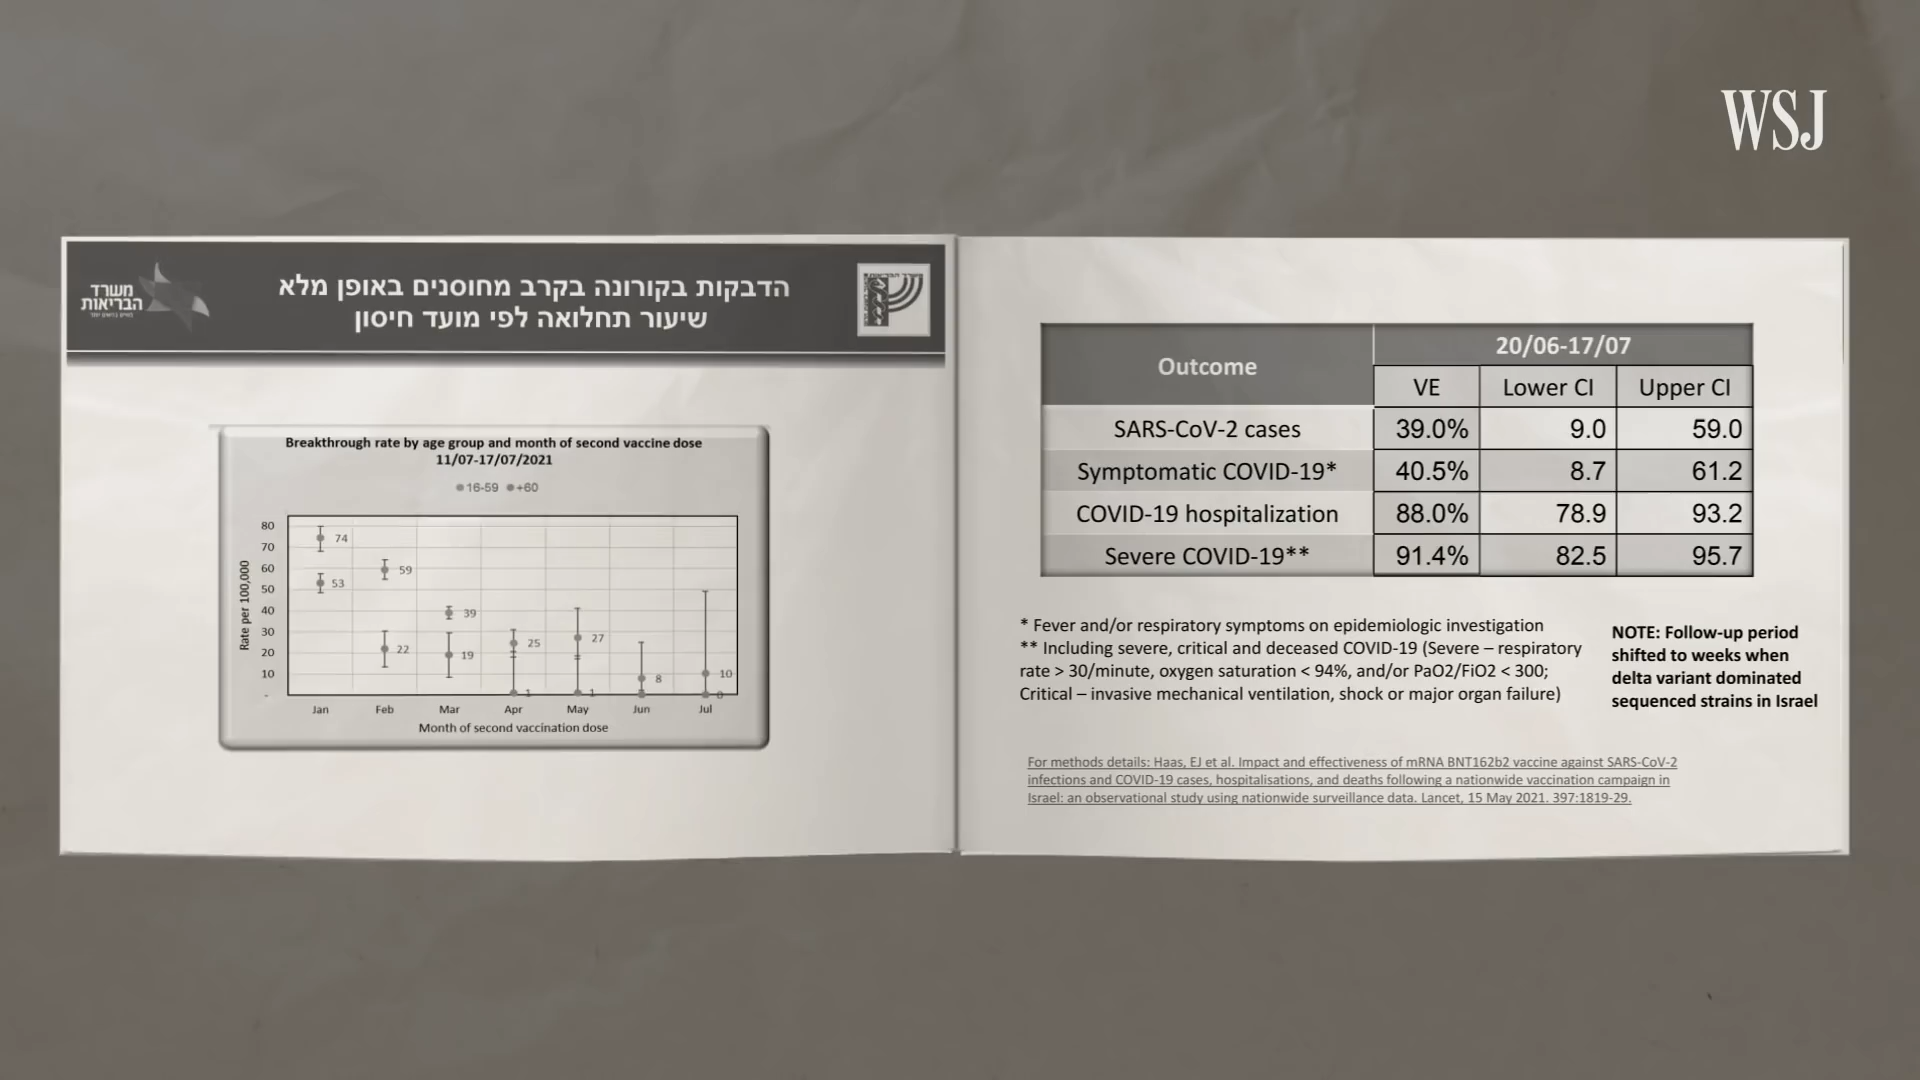 WSJ
משרד
הבריאות
הדבקות בקורונה בקרב מחוסנים באופן מלא
שיעור תחלואה לפי מועד חיסון
Breakthrough rate by age group and month of second vaccine dose
11/07-17/07/2021
16-59 +60
Rate per 100,000
80
70
60
50
40
30
20
10
-
74
53
59
22
39
19
25
1
27
1
8
10
0
Jan Feb Mar Apr May Jun Jul
Month of second vaccination dose
Outcome 20/06-17/07
VE Lower CI Upper CI
SARS-CoV-2 cases 39.0% 9.0 59.0
Symptomatic COVID-19* 40.5% 8.7 61.2
COVID-19 hospitalization 88.0% 78.9 93.2
Severe COVID-19** 91.4% 82.5 95.7
* Fever and/or respiratory symptoms on epidemiologic investigation
** Including severe, critical and deceased COVID-19 (Severe – respiratory
rate > 30/minute, oxygen saturation < 94%, and/or PaO2/FiO2 < 300;
Critical – invasive mechanical ventilation, shock or major organ failure)
NOTE: Follow-up period
shifted to weeks when
delta variant dominated
sequenced strains in Israel
For methods details: Haas, EJ et al. Impact and effectiveness of mRNA BNT162b2 vaccine against SARS-CoV-2
infections and COVID-19 cases, hospitalisations, and deaths following a nationwide vaccination campaign in
Israel: an observational study using nationwide surveillance data. Lancet, 15 May 2021. 397:1819-29.